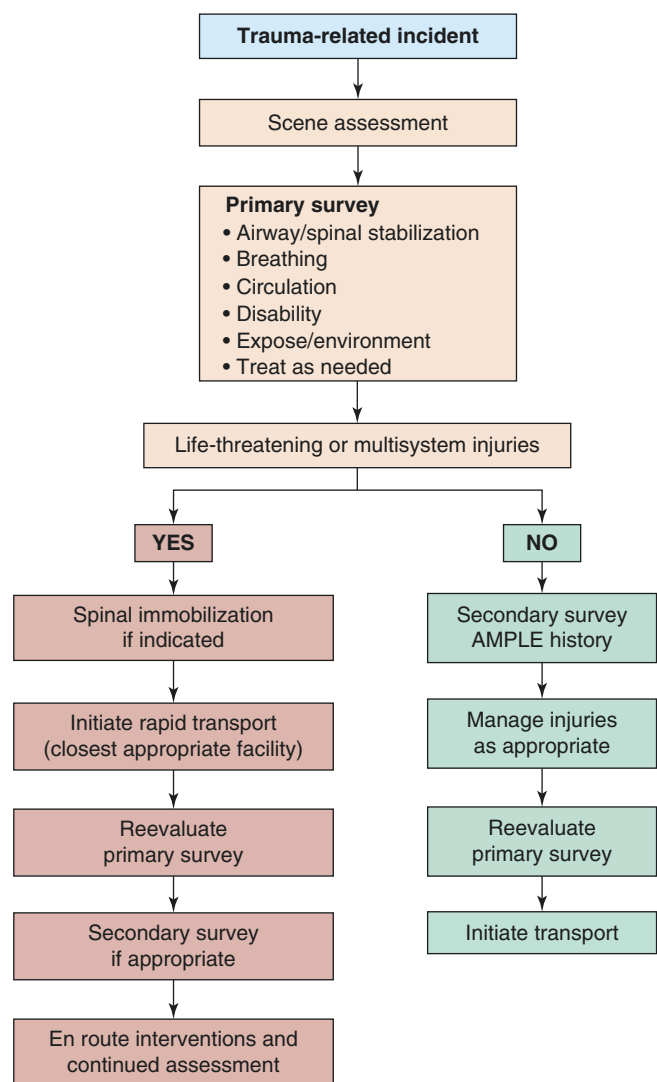 Trauma-related incident
Scene assessment
Primary survey
• Airway/spinal stabilization
• Breathing
• Circulation
• Disability
• Expose/environment
• Treat as needed
Life-threatening or multisystem injuries
YES
Spinal immobilization
if indicated
Initiate rapid transport
(closest appropriate facility)
Reevaluate
primary survey
Secondary survey
if appropriate
En route interventions and
continued assessment
NO
Secondary survey
AMPLE history
Manage injuries
as appropriate
Reevaluate
primary survey
Initiate transport